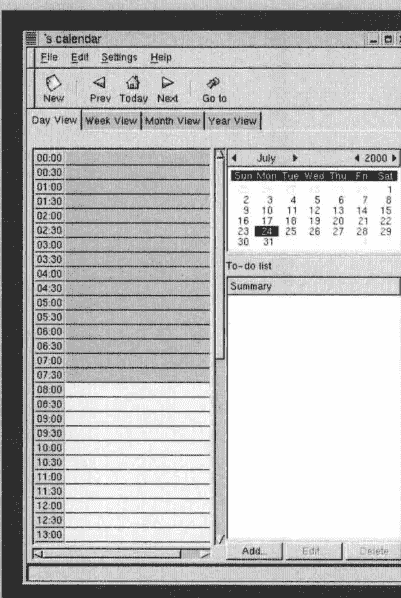 's calendar
File Edit Settings Help
New Prev Today Next Go to
Day View Week View Month View Year View
00:00
00:30
01:00
01:30
02:00
02:30
03:00
03:30
04:00
04:30
05:00
05:30
06:00
06:30
07:00
07:30
08:00
08:30
09:00
09:30
10:00
10:30
11:00
11:30
12:00
12:30
13:00
July 2000
Sun Mon Tue Wed Thu Fri Sat
1
2 3 4 5 6 7 8
9 10 11 12 13 14 15
16 17 18 19 20 21 22
23 24 25 26 27 28 29
30 31
To-do list
Summary
Add... Edit... Delete